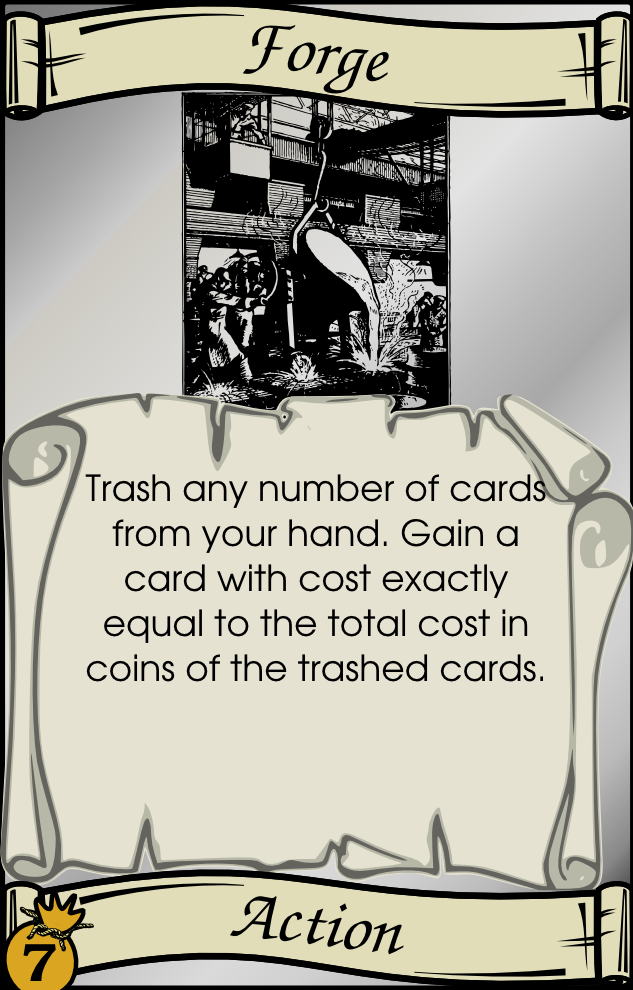 Forge
Trash any number of cards
from your hand. Gain a
card with cost exactly
equal to the total cost in
coins of the trashed cards.
Action
7